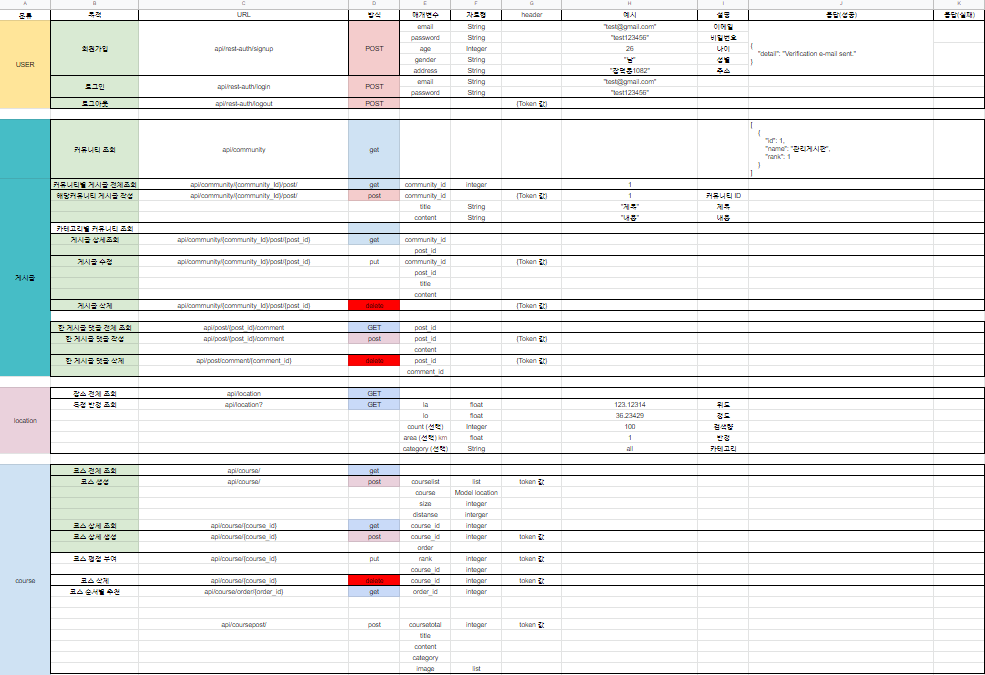 A B C D E F G H I J K
분류 목적 URL 방식 매개변수 자료형 header 예시 설명 응답(성공) 응답(실패)
USER
회원가입 api/rest-auth/signup POST email String "test@gmail.com" 이메일
password String "test123456" 비밀번호
age Integer 26 나이
gender String "남" 성별
address String 주소
{
"detail": "Verification e-mail sent."
}
로그인 api/rest-auth/login POST email String "test@gmail.com"
password String "test123456"
로그아웃 api/rest-auth/logout POST {Token 값}
게시글
커뮤니티 조회 api/community get
[
{
"id": 1,
"name": "관리게시판",
"rank": 1
}
]
커뮤니티별 게시글 전체조회 api/community/{community_Id}/post/ get community_id integer 1
해당커뮤니티 게시글 작성 api/community/{community_Id}/post/ post community_id {Token 값} 1 커뮤니티 ID
title String "제목" 제목
content String "내용" 내용
카테고리별 커뮤니티 조회
게시글 상세조회 api/community/{community_Id}/post/{post_id} get community_id
post_id
게시글 수정 api/community/{community_Id}/post/{post_id} put community_id {Token 값}
post_id
title
content
게시글 삭제 api/community/{community_Id}/post/{post_id} delete {Token 값}
한 게시글 댓글 전체 조회 api/post/{post_id}/comment GET post_id
한 게시글 댓글 작성 api/post/{post_id}/comment post post_id {Token 값}
content
한 게시글 댓글 삭제 api/post/comment/{comment_id} delete post_id {Token 값}
comment_id
location
장소 전체 조회 api/location GET
특정 반경 조회 api/location? GET la float 123.12314 위도
lo float 36.23429 경도
count (선택) Integer 100 검색량
area (선택) km float 1 반경
category (선택) String all 카테고리
course
코스 전체 조회 api/course/ get
코스 생성 api/course/ post courselist list token 값
course Model location
size integer
distanse interger
코스 상세 조회 api/course/{course_id} get course_id integer
코스 상세 생성 api/course/{course_id} post course_id integer token 값
order
코스 평점 부여 api/course/{course_id} put rank integer token 값
course_id integer
코스 삭제 api/course/{course_id} delete course_id integer token 값
코스 순서별 추천 api/course/order/{order_id} get order_id integer
api/coursepost/ post coursetotal integer token 값
title
content
category
image list